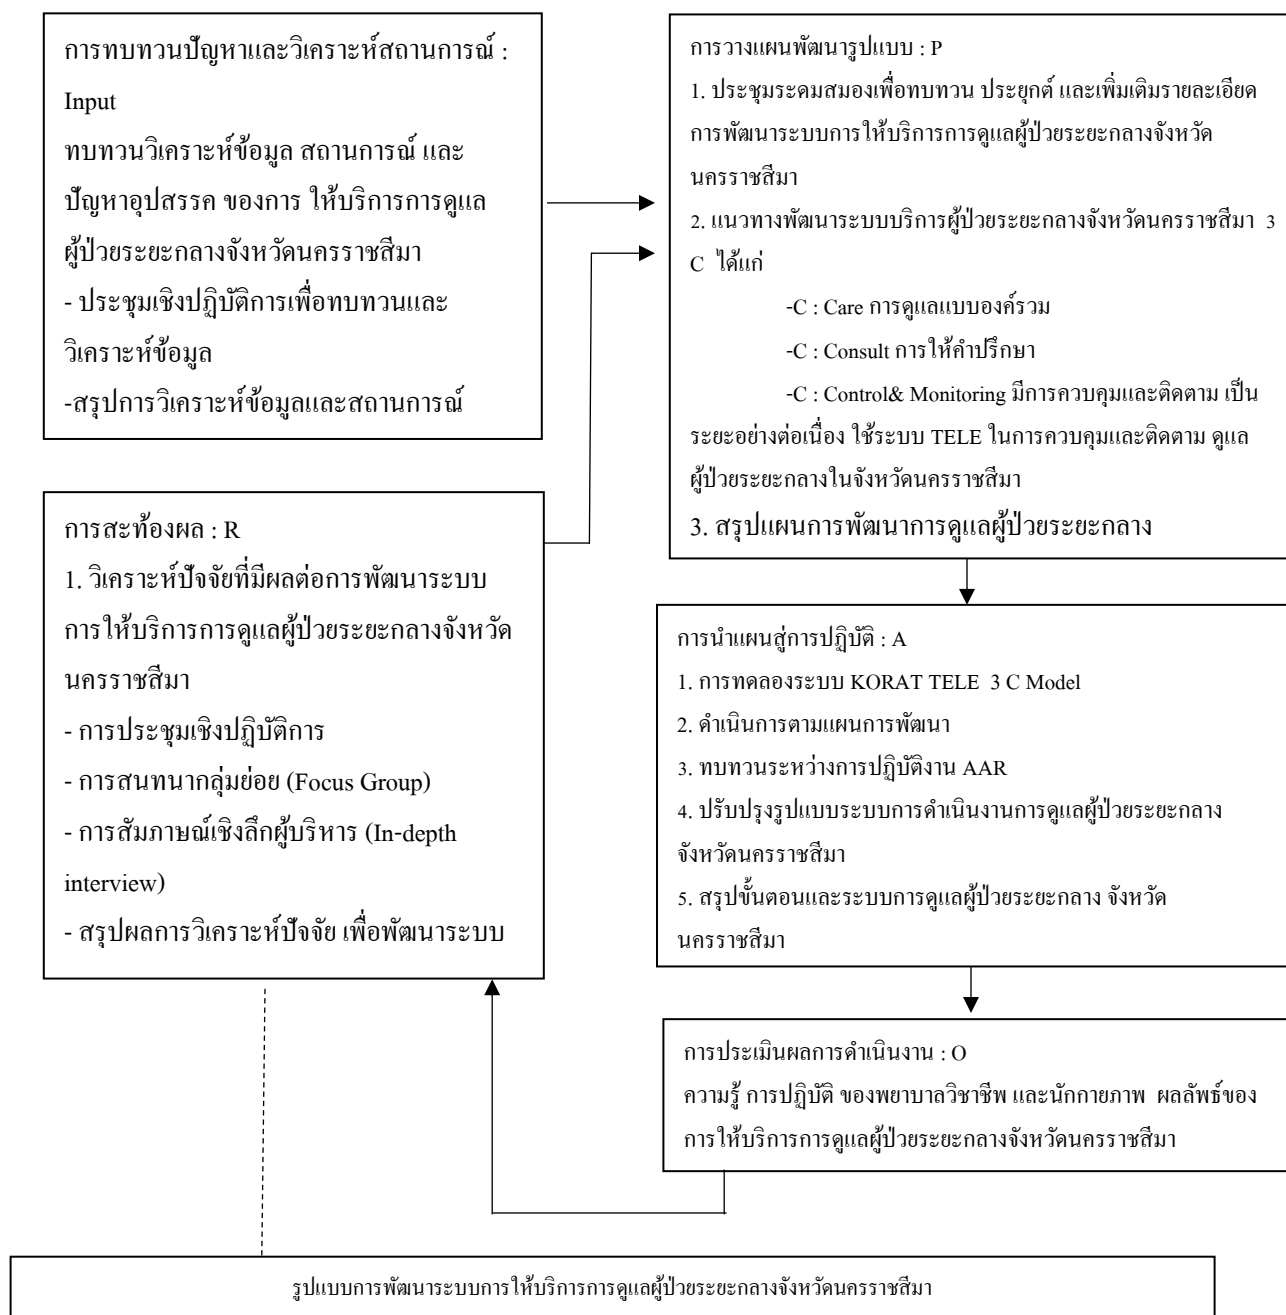 การทบทวนปัญหาและวิเคราะห์สถานการณ์ :
Input
ทบทวนวิเคราะห์ข้อมูล สถานการณ์ และ
ปัญหาอุปสรรค ของการ ให้บริการการดูแล
ผู้ป่วยระยะกลางจังหวัดนครราชสีมา
- ประชุมเชิงปฏิบัติการเพื่อทบทวนและ
วิเคราะห์ข้อมูล
-สรุปการวิเคราะห์ข้อมูลและสถานการณ์
การวางแผนพัฒนารูปแบบ : P
1. ประชุมระดมสมองเพื่อทบทวน ประยุกต์ และเพิ่มเติมรายละเอียด
การพัฒนาระบบการให้บริการการดูแลผู้ป่วยระยะกลางจังหวัด
นครราชสีมา
2. แนวทางพัฒนาระบบบริการผู้ป่วยระยะกลางจังหวัดนครราชสีมา 3
C ได้แก่
-C : Care การดูแลแบบองค์รวม
-C : Consult การให้คำปรึกษา
-C : Control& Monitoring มีการควบคุมและติดตาม เป็น
ระยะอย่างต่อเนื่อง ใช้ระบบ TELE ในการควบคุมและติดตาม ดูแล
ผู้ป่วยระยะกลางในจังหวัดนครราชสีมา
3. สรุปแผนการพัฒนาการดูแลผู้ป่วยระยะกลาง
การสะท้องผล : R
1. วิเคราะห์ปัจจัยที่มีผลต่อการพัฒนาระบบ
การให้บริการการดูแลผู้ป่วยระยะกลางจังหวัด
นครราชสีมา
- การประชุมเชิงปฏิบัติการ
- การสนทนากลุ่มย่อย (Focus Group)
- การสัมภาษณ์เชิงลึกผู้บริหาร (In-depth
interview)
- สรุปผลการวิเคราะห์ปัจจัย เพื่อพัฒนาระบบ
การนำแผนสู่การปฏิบัติ : A
1. การทดลองระบบ KORAT TELE 3 C Model
2. ดำเนินการตามแผนการพัฒนา
3. ทบทวนระหว่างการปฏิบัติงาน AAR
4. ปรับปรุงรูปแบบระบบการดำเนินงานการดูแลผู้ป่วยระยะกลาง
จังหวัดนครราชสีมา
5. สรุปขั้นตอนและระบบการดูแลผู้ป่วยระยะกลาง จังหวัด
นครราชสีมา
การประเมินผลการดำเนินงาน : O
ความรู้ การปฏิบัติ ของพยาบาลวิชาชีพ และนักกายภาพ ผลลัพธ์ของ
การให้บริการการดูแลผู้ป่วยระยะกลางจังหวัดนครราชสีมา
รูปแบบการพัฒนาระบบการให้บริการการดูแลผู้ป่วยระยะกลางจังหวัดนครราชสีมา